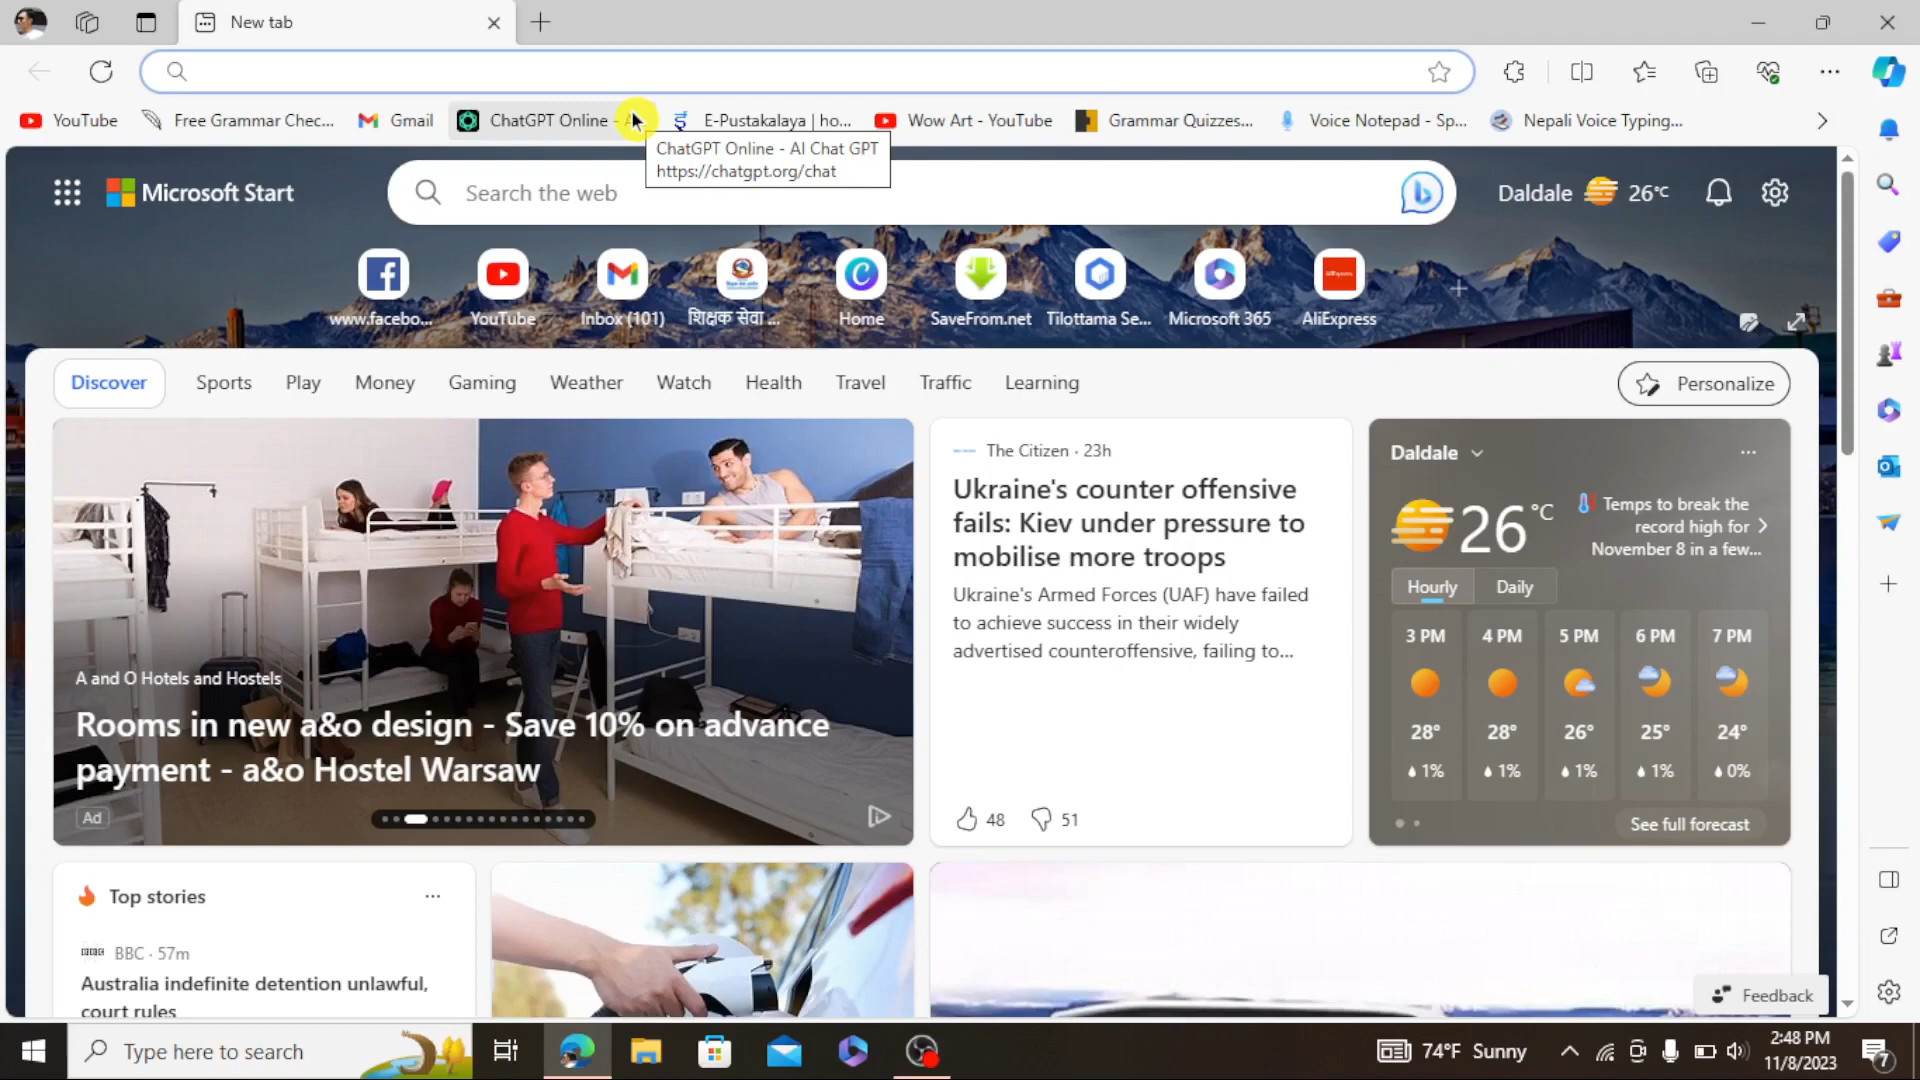 New tab
YouTube
Free Grammar Chec...
Gmail
ChatGPT Online -
E-Pustakalaya | ho...
Wow Art - YouTube
Grammar Quizzes...
Voice Notepad - Sp...
Nepali Voice Typing...
ChatGPT Online - AI Chat GPT
https://chatgpt.org/chat
Microsoft Start
Search the web
Daldale
26°C
www.facebo...
YouTube
Inbox (101)
शिक्षक सेवा ...
Home
SaveFrom.net
Tilottama Se...
Microsoft 365
AliExpress
Discover
Sports
Play
Money
Gaming
Weather
Watch
Health
Travel
Traffic
Learning
Personalize
A and O Hotels and Hostels
Rooms in new a&o design - Save 10% on advance
payment - a&o Hostel Warsaw
Ad
The Citizen · 23h
Ukraine's counter offensive
fails: Kiev under pressure to
mobilise more troops
Ukraine's Armed Forces (UAF) have failed
to achieve success in their widely
advertised counteroffensive, failing to...
48
51
Daldale
26 °C
Temps to break the
record high for
November 8 in a few...
Hourly
Daily
3 PM 4 PM 5 PM 6 PM 7 PM
28° 28° 26° 25° 24°
1% 1% 1% 1% 0%
See full forecast
Top stories
BBC · 57m
Australia indefinite detention unlawful,
court rules
Feedback
Type here to search
74°F Sunny
2:48 PM
11/8/2023
7